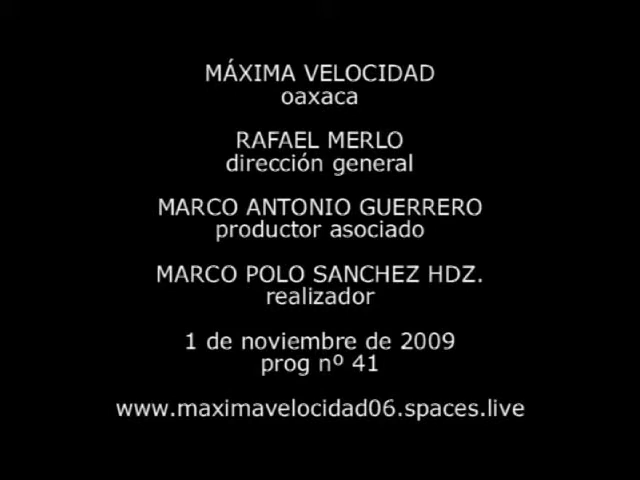 MÁXIMA VELOCIDAD
oaxaca
RAFAEL MERLO
dirección general
MARCO ANTONIO GUERRERO
productor asociado
MARCO POLO SANCHEZ HDZ.
realizador
1 de noviembre de 2009
prog nº 41
www.maximavelocidad06.spaces.live